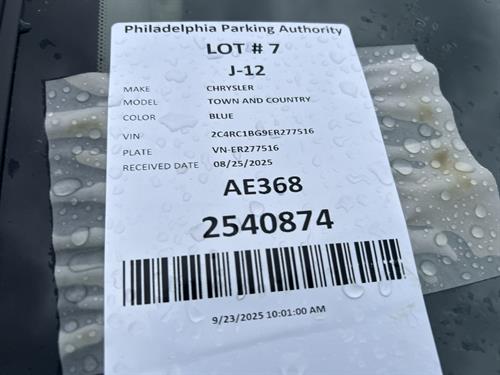 Philadelphia Parking Authority
LOT # 7
J-12
MAKE CHRYSLER
MODEL TOWN AND COUNTRY
COLOR BLUE
VIN 2C4RC1BG9ER277516
PLATE VN-ER277516
RECEIVED DATE 08/25/2025
AE368
2540874
9/23/2025 10:01:00 AM